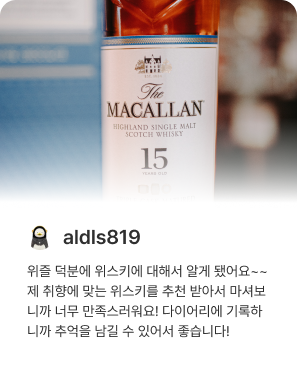 The
MACALLAN
HIGHLAND SINGLE MALT
SCOTCH WHISKY
15
YEARS OLD
aldls819
위즐 덕분에 위스키에 대해서 알게 됐어요~~
제 취향에 맞는 위스키를 추천 받아서 마셔보
니까 너무 만족스러워요! 다이어리에 기록하
니까 추억을 남길 수 있어서 좋습니다!